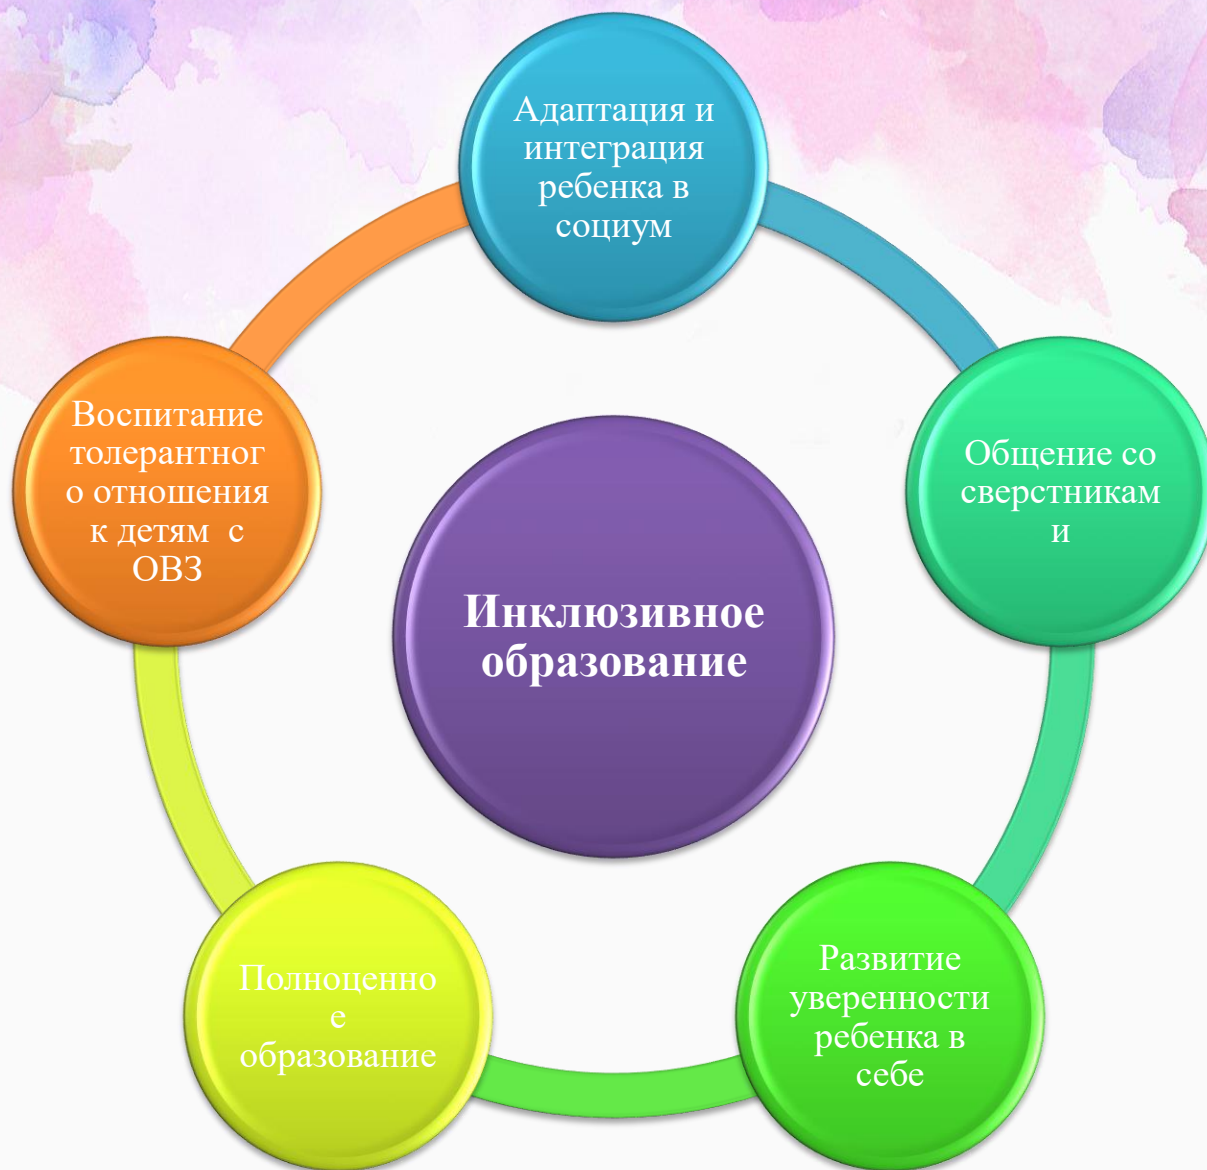 Адаптация и
интеграция
ребенка в
социум
Общение со
сверстникам
и
Развитие
уверенности
ребенка в
себе
Полноценно
е
образование
Воспитание
толерантног
о отношения
к детям  с
ОВЗ
Инклюзивное
образование